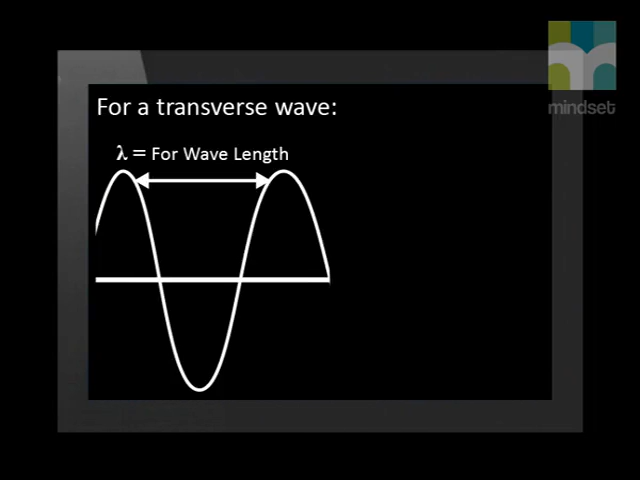 mindset
For a transverse wave:
λ = For Wave Length